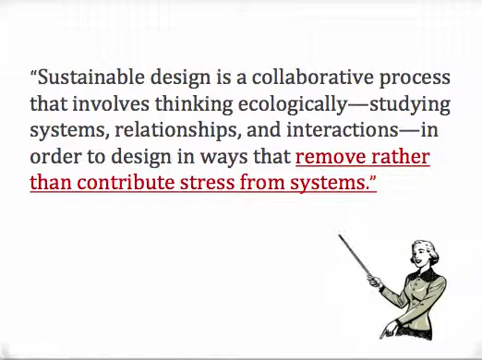 “Sustainable design is a collaborative process
that involves thinking ecologically—studying
systems, relationships, and interactions—in
order to design in ways that remove rather
than contribute stress from systems.”